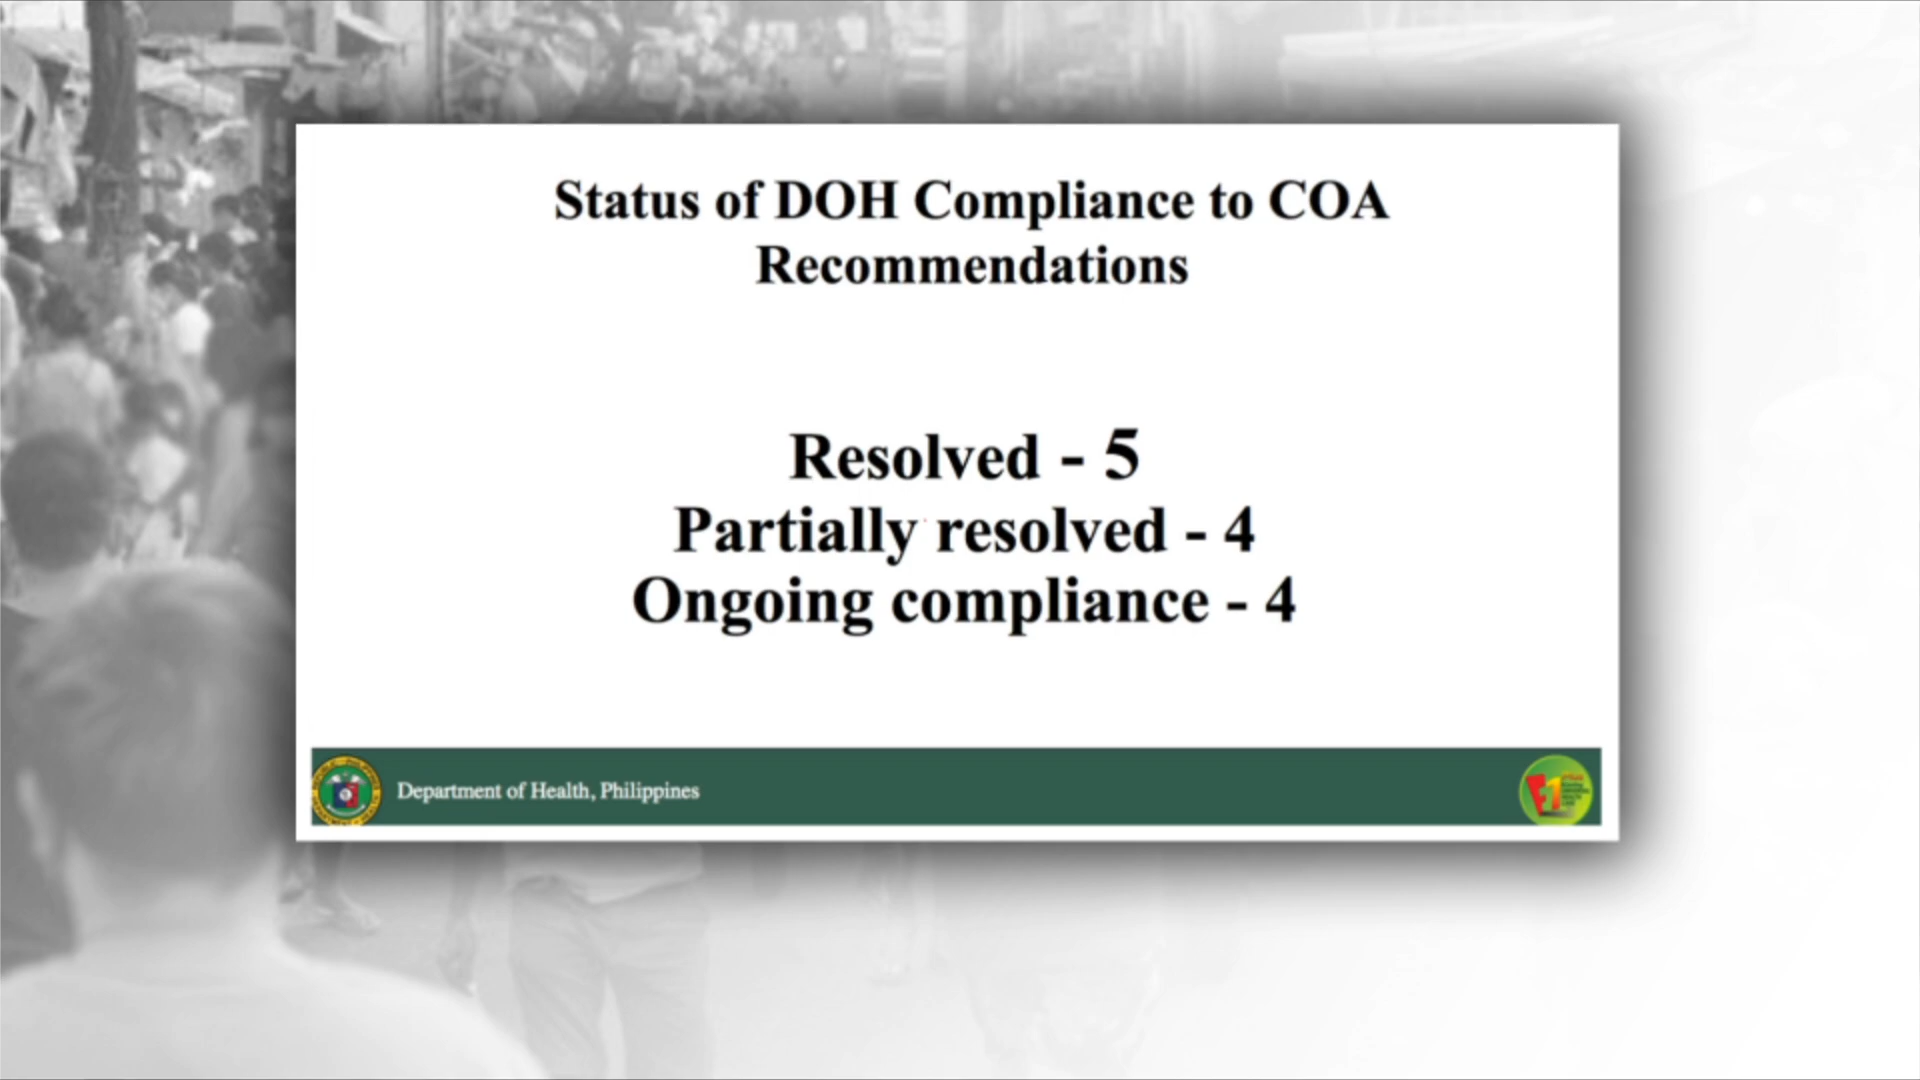 Status of DOH Compliance to COA
Recommendations
Resolved - 5
Partially resolved - 4
Ongoing compliance - 4
Department of Health, Philippines